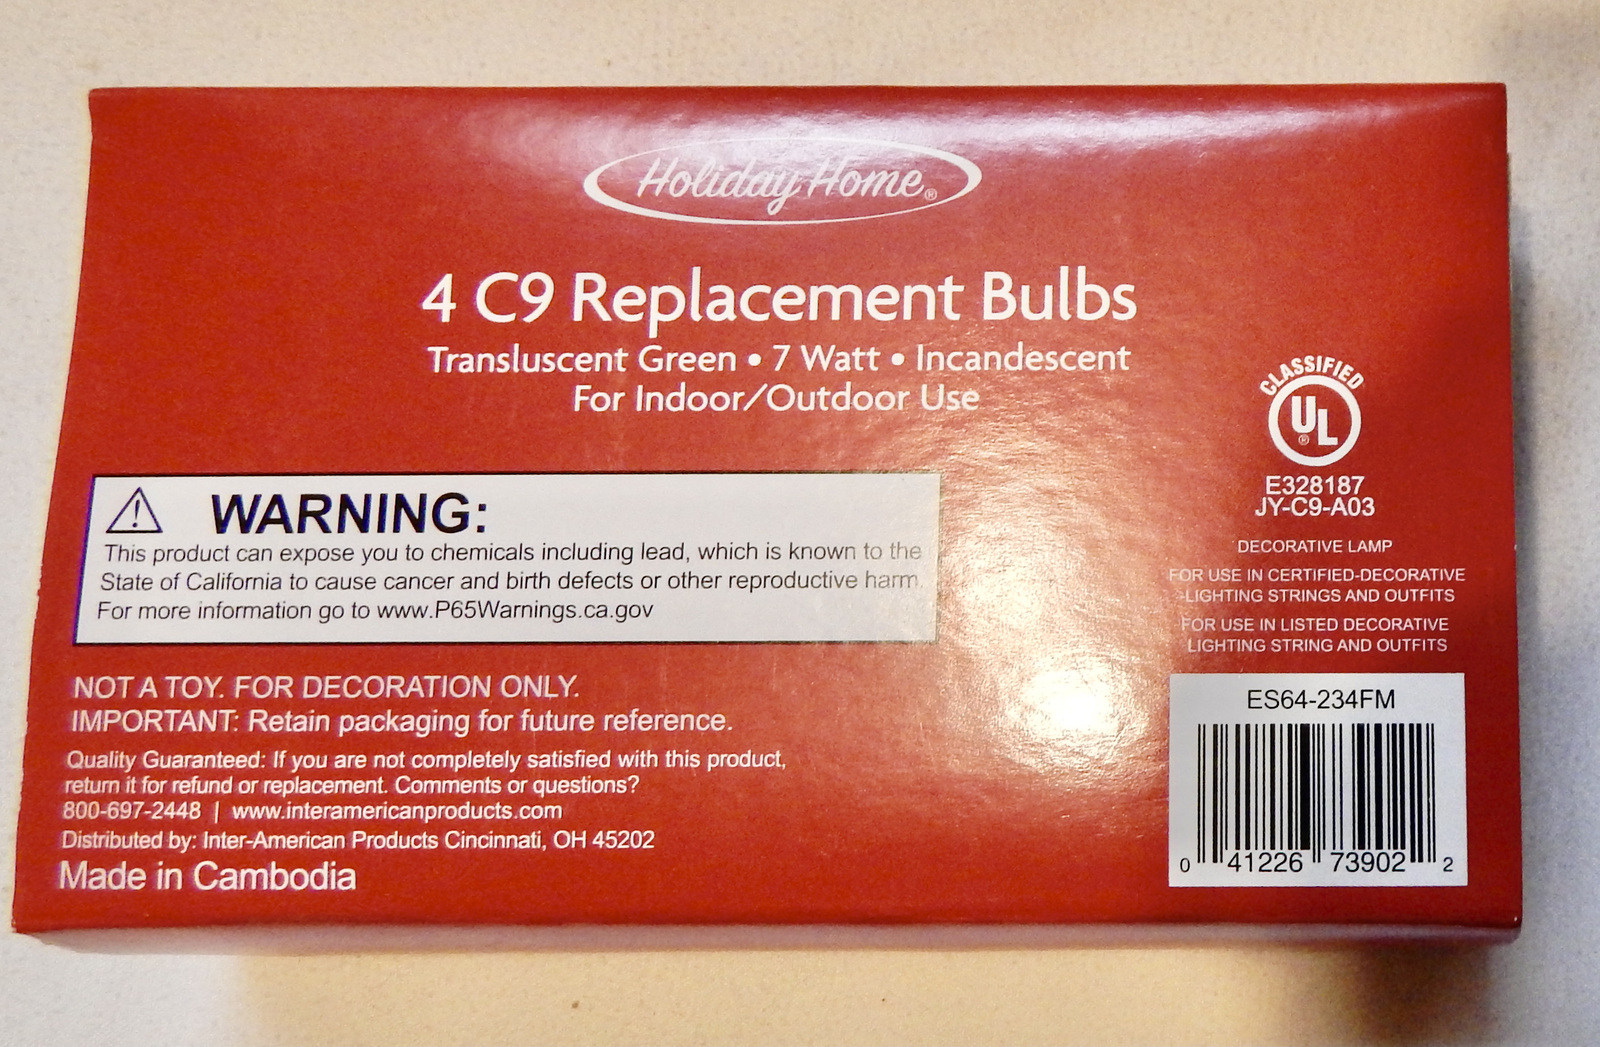 Holiday Home®
4 C9 Replacement Bulbs
Transluscent Green • 7 Watt • Incandescent
For Indoor/Outdoor Use
CLASSIFIED
UL®
E328187
JY-C9-A03
DECORATIVE LAMP
FOR USE IN CERTIFIED-DECORATIVE
-LIGHTING STRINGS AND OUTFITS
FOR USE IN LISTED DECORATIVE
LIGHTING STRING AND OUTFITS
WARNING:
This product can expose you to chemicals including lead, which is known to the
State of California to cause cancer and birth defects or other reproductive harm.
For more information go to www.P65Warnings.ca.gov
NOT A TOY. FOR DECORATION ONLY.
IMPORTANT: Retain packaging for future reference.
Quality Guaranteed: If you are not completely satisfied with this product,
return it for refund or replacement. Comments or questions?
800-697-2448 | www.interamericanproducts.com
Distributed by: Inter-American Products Cincinnati, OH 45202
Made in Cambodia
ES64-234FM
0 41226 73902 2